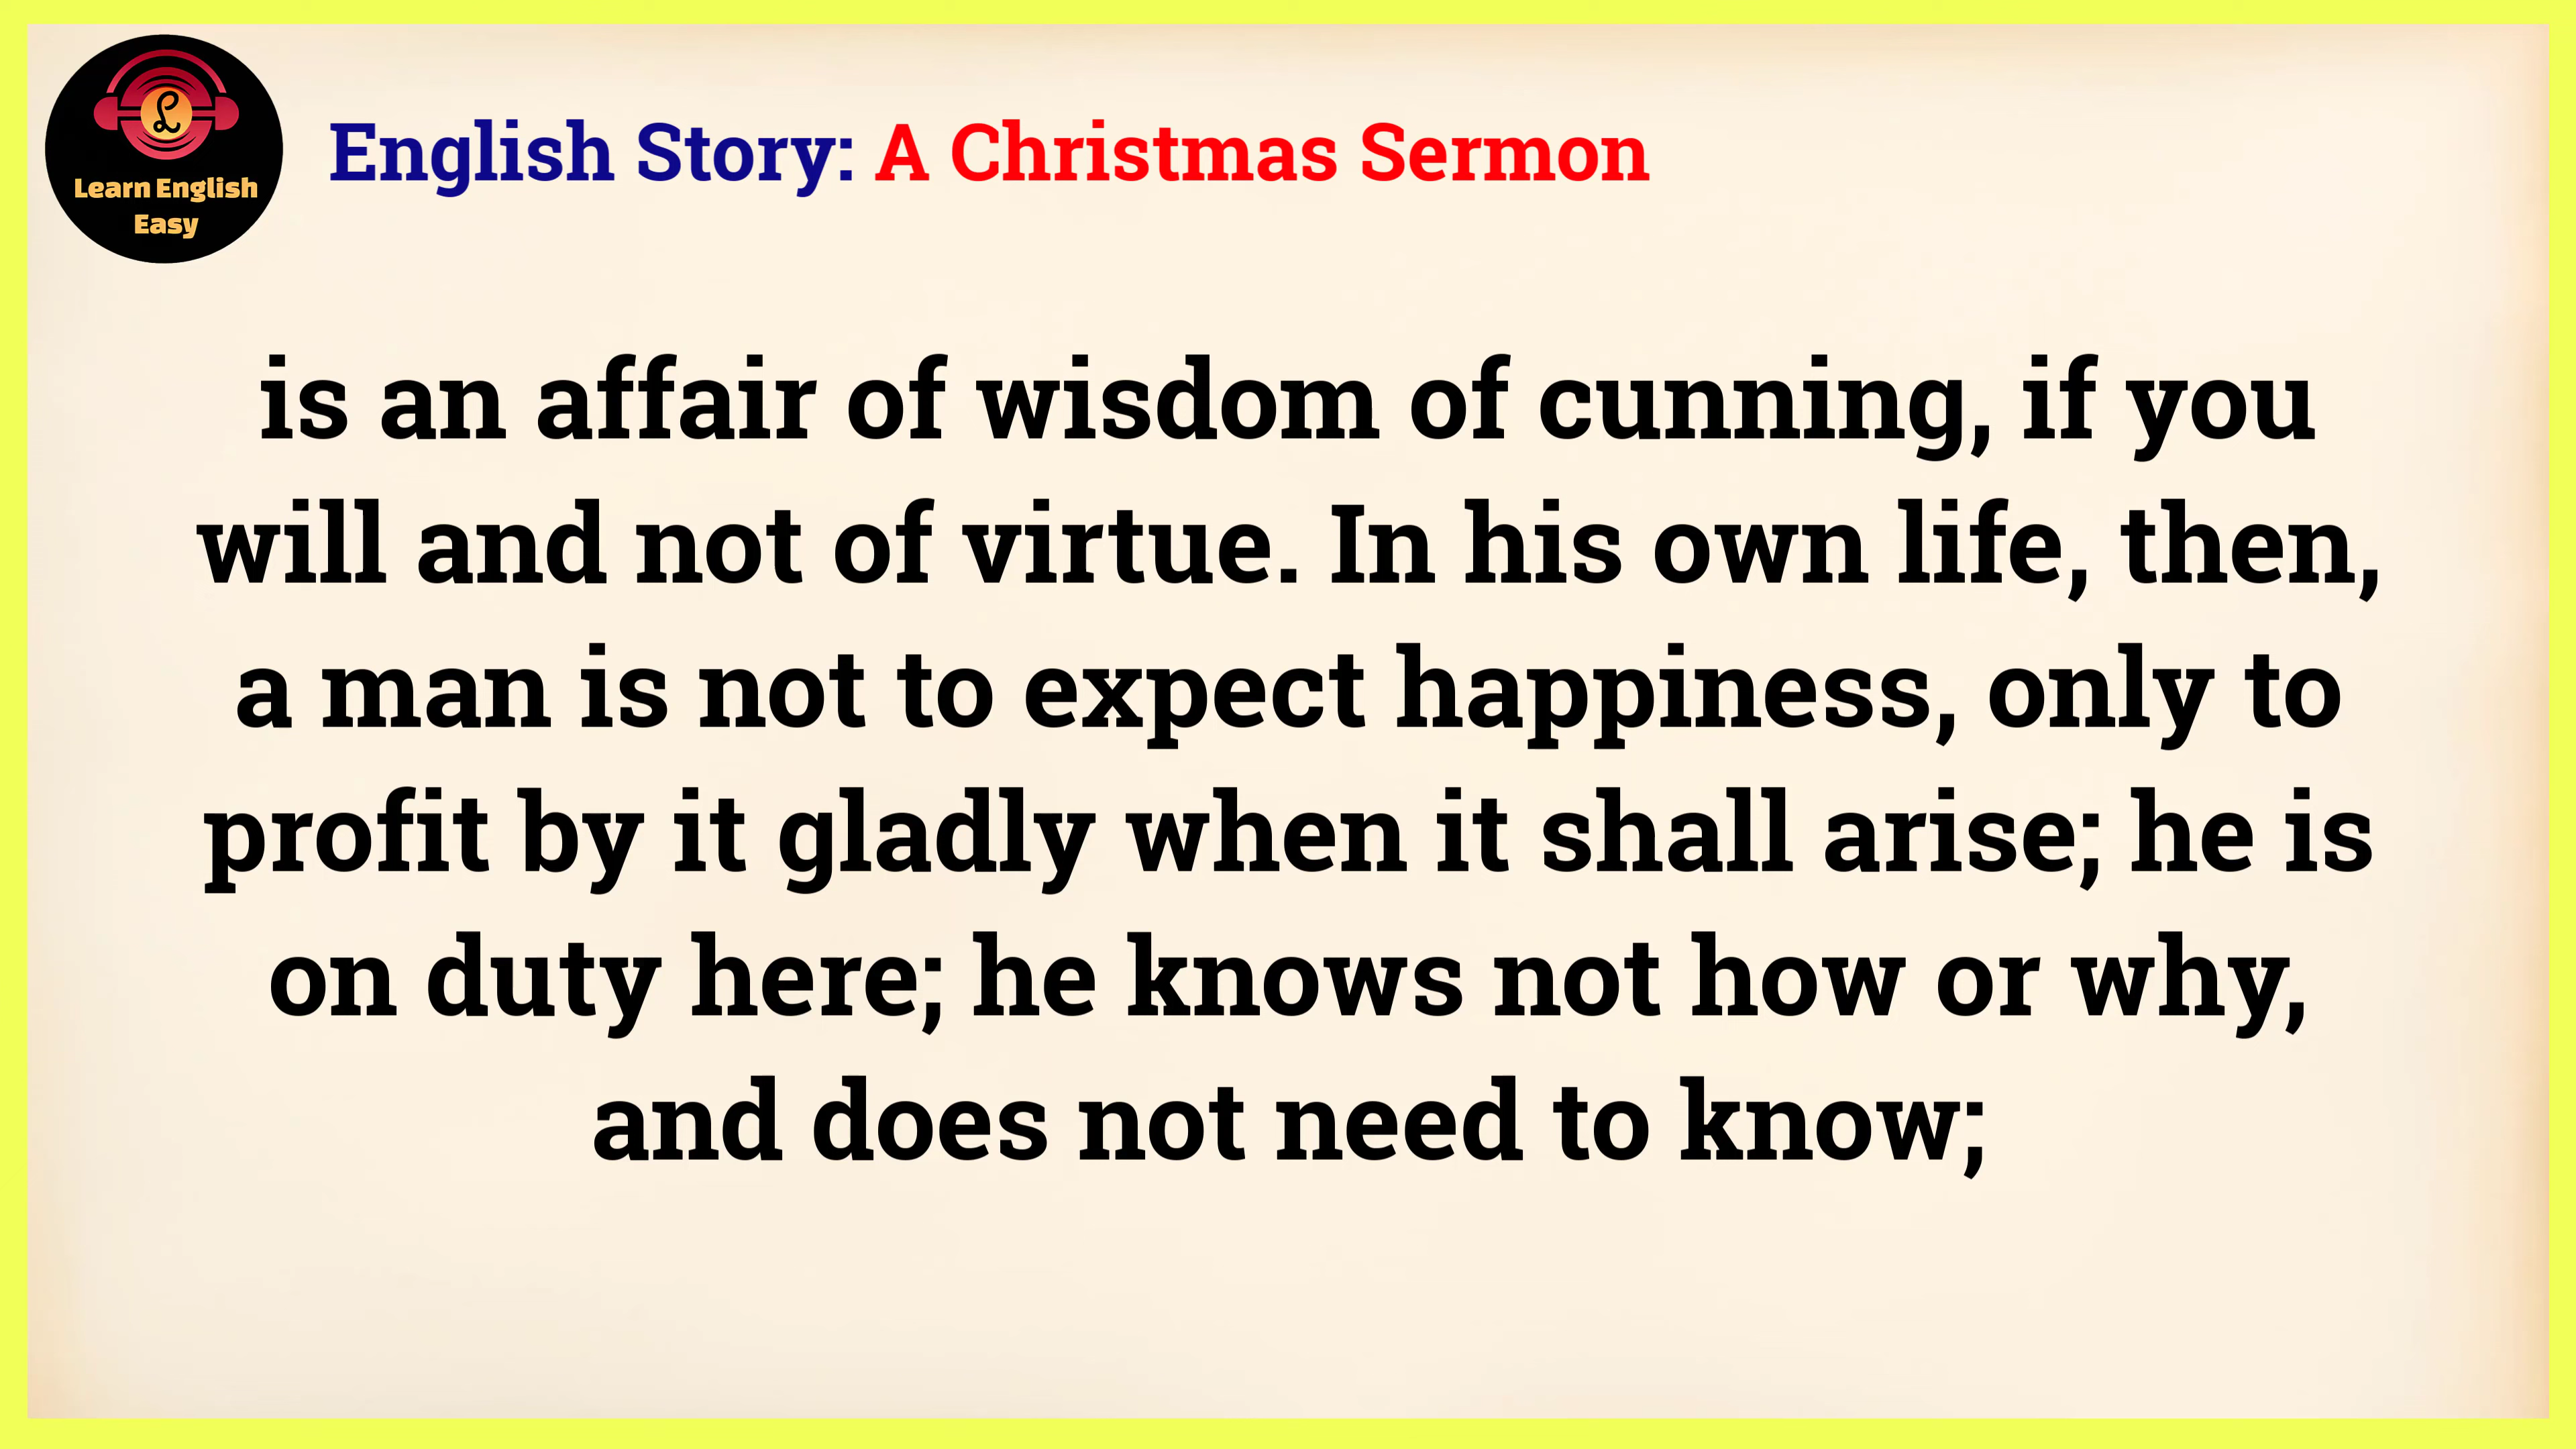 Learn English
Easy
English Story: A Christmas Sermon
is an affair of wisdom of cunning, if you
will and not of virtue. In his own life, then,
a man is not to expect happiness, only to
profit by it gladly when it shall arise; he is
on duty here; he knows not how or why,
and does not need to know;